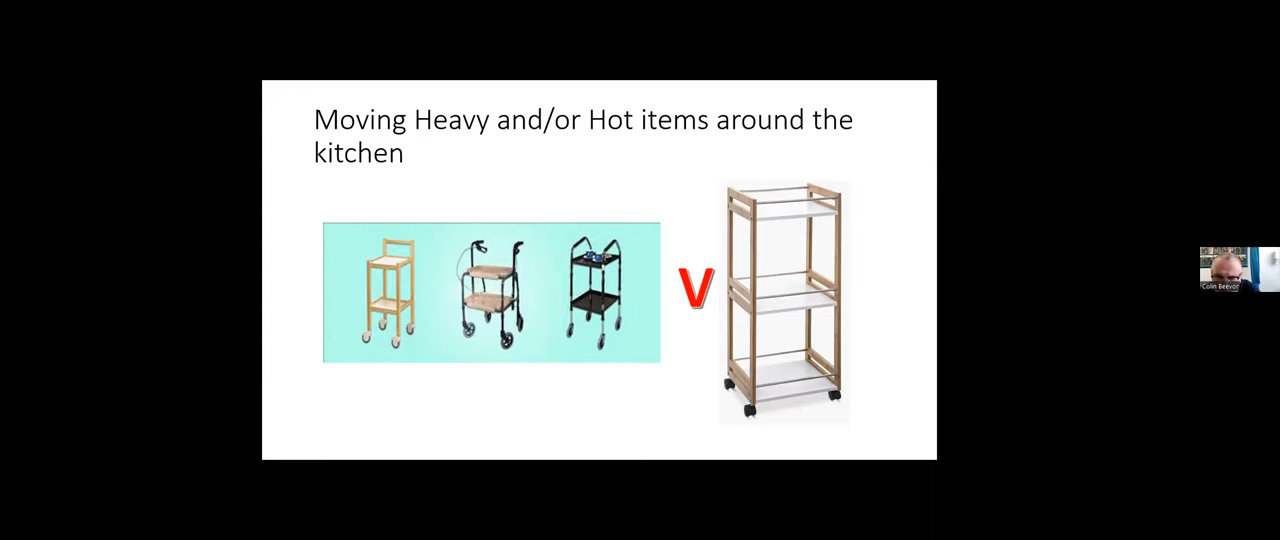 Moving Heavy and/or Hot items around the
kitchen
V
Colin Beevor